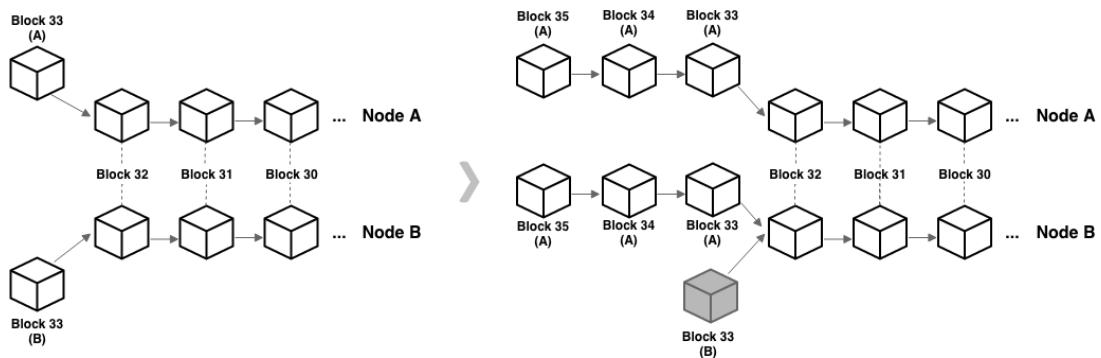 Block 33
(A)
... Node A
Block 32
Block 31
Block 30
... Node B
Block 33
(B)
Block 35
(A)
Block 34
(A)
Block 33
(A)
... Node A
Block 32
Block 31
Block 30
Block 35
(A)
Block 34
(A)
Block 33
(A)
... Node B
Block 33
(B)